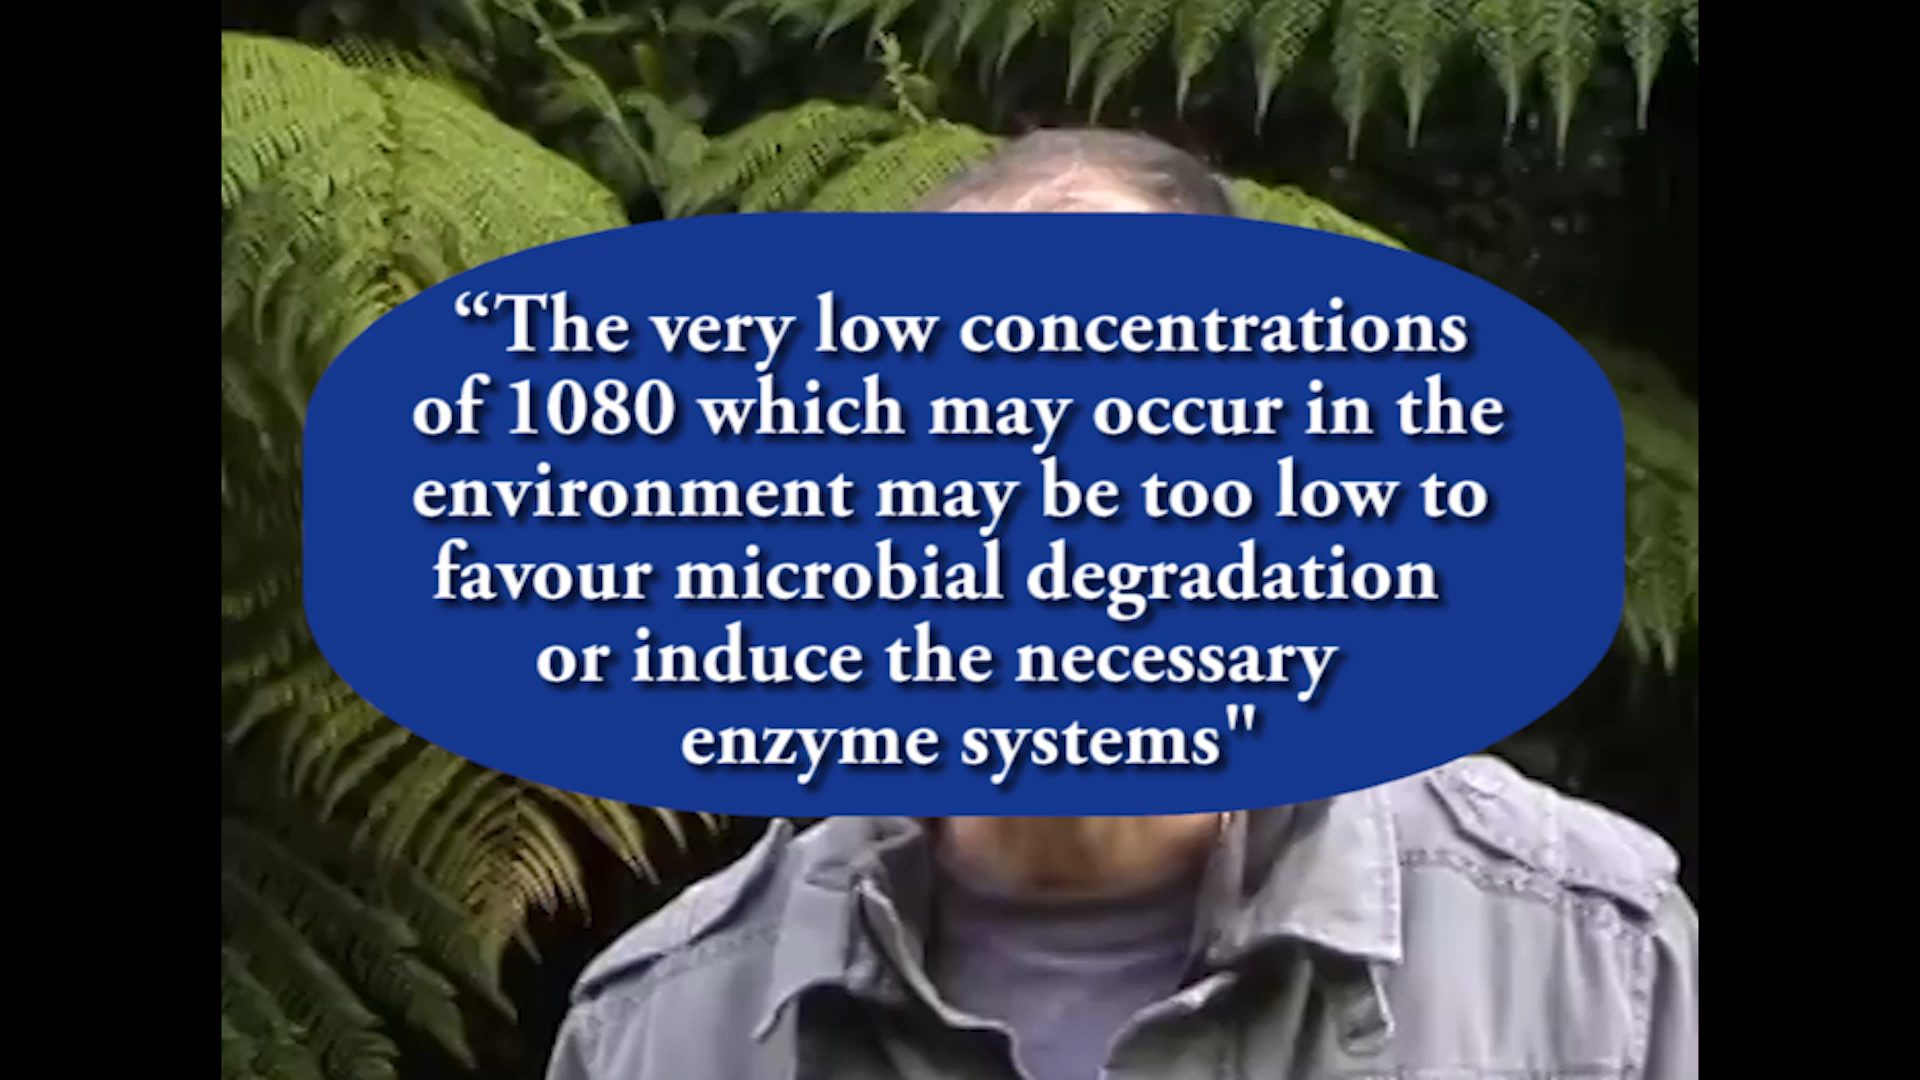 “The very low concentrations
of 1080 which may occur in the
environment may be too low to
favour microbial degradation
or induce the necessary
enzyme systems"